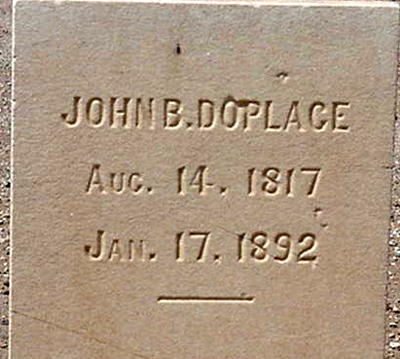 JOHN B. DOPLACE
AUG. 14. 1817
JAN. 17. 1892